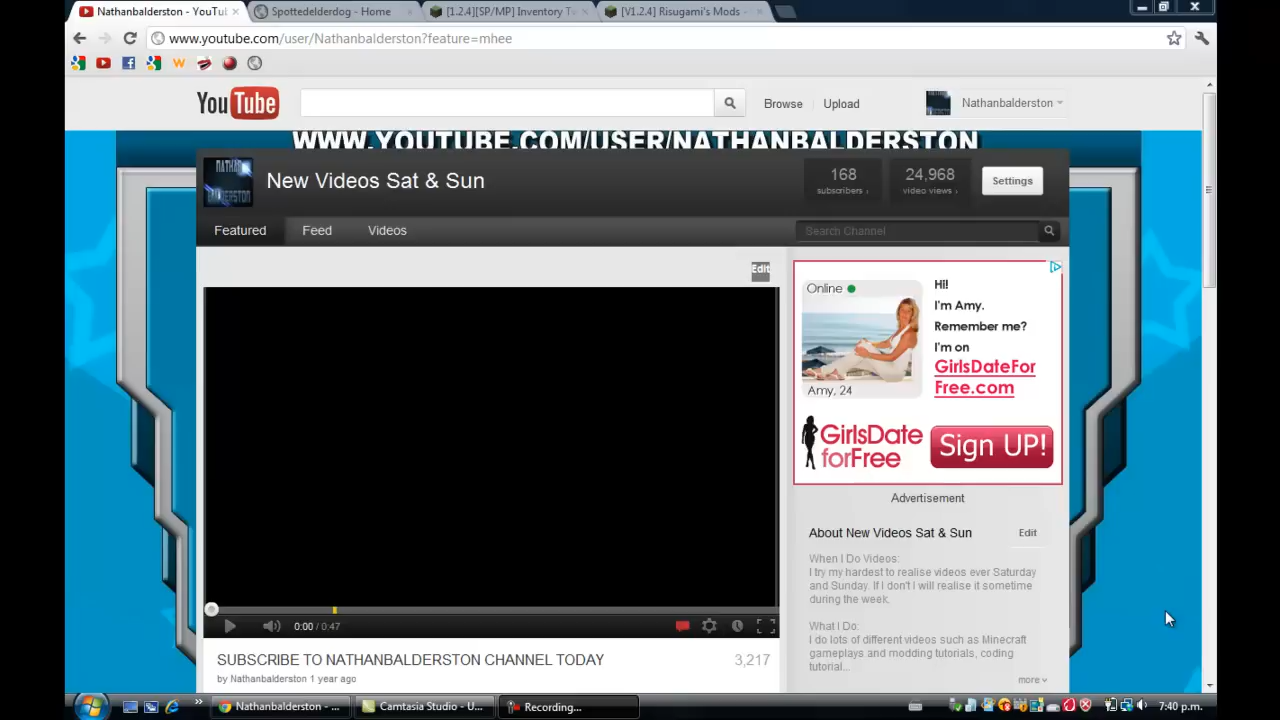 Nathanbalderston - YouTu
Spottedelderdog - Home
[1.2.4][SP/MP] Inventory Tw
[V1.2.4] Risugami's Mods -
www.youtube.com/user/Nathanbalderston?feature=mhee
YouTube
Browse
Upload
Nathanbalderston
WWW.YOUTUBE.COM/USER/NATHANBALDERSTON
NATHAN
BALDERSTON
New Videos Sat & Sun
168
subscribers ›
24,968
video views ›
Settings
Featured
Feed
Videos
Search Channel
Edit
Online
Amy, 24
Hi!
I'm Amy.
Remember me?
I'm on
GirlsDateFor
Free.com
GirlsDate
forFree
Sign UP!
Advertisement
0:00 / 0:47
SUBSCRIBE TO NATHANBALDERSTON CHANNEL TODAY
3,217
by Nathanbalderston 1 year ago
About New Videos Sat & Sun
Edit
When I Do Videos:
I try my hardest to realise videos ever Saturday
and Sunday. If I don't I will realise it sometime
during the week.
What I Do:
I do lots of different videos such as Minecraft
gameplays and modding tutorials, coding
tutorial...
more
Nathanbalderston - ...
Camtasia Studio - U...
Recording...
7:40 p.m.